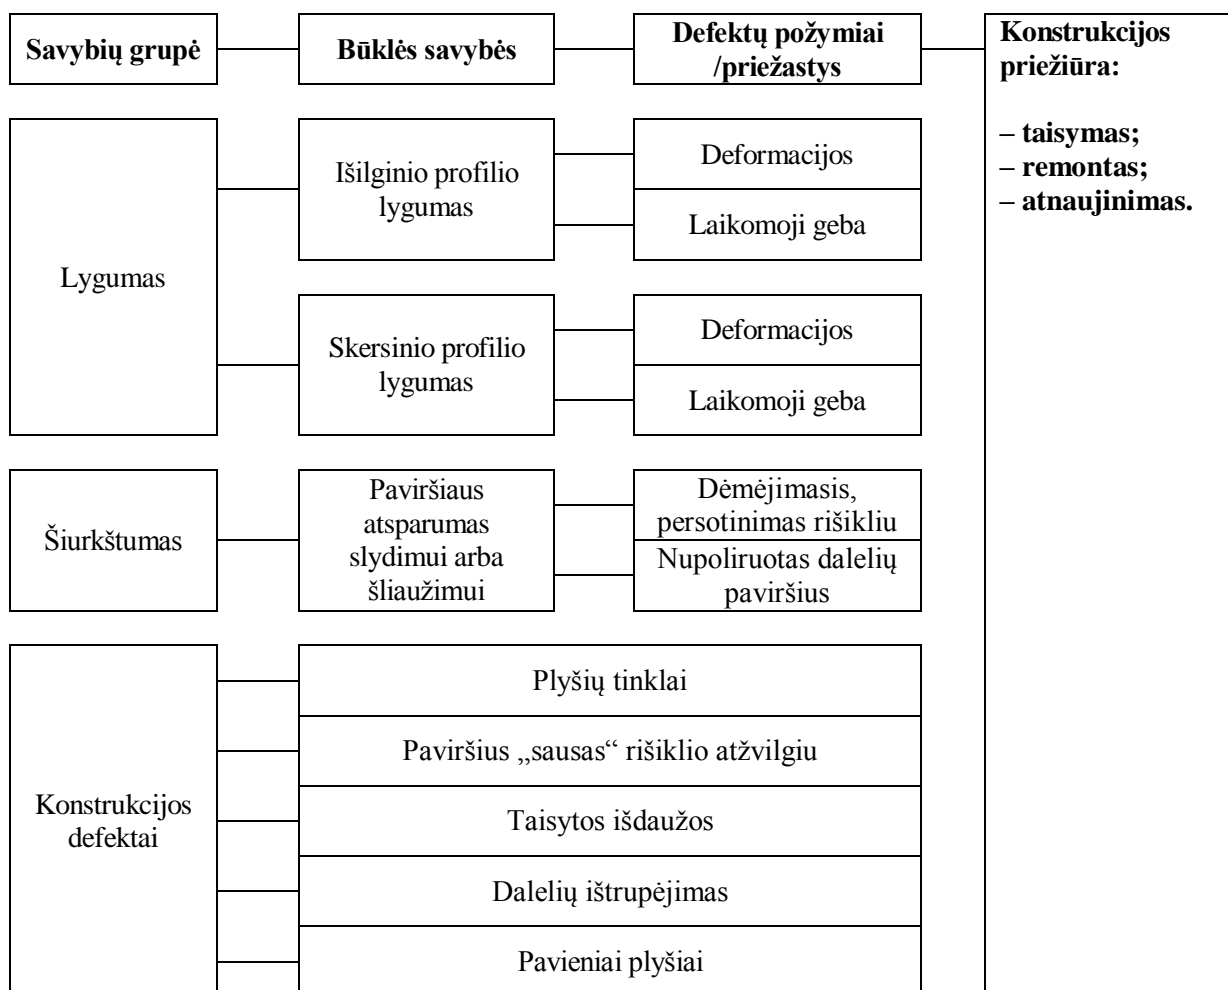 Savybių grupė
Būklės savybės
Defektų požymiai
/priežastys
Konstrukcijos
priežiūra:
– taisymas;
– remontas;
– atnaujinimas.
Lygumas
Išilginio profilio
lygumas
Deformacijos
Laikomoji geba
Skersinio profilio
lygumas
Deformacijos
Laikomoji geba
Šiurkštumas
Paviršiaus
atsparumas
slydimui arba
šliaužimui
Dėmėjimasis,
persotinimas rišikliu
Nupoliruotas dalelių
paviršius
Konstrukcijos
defektai
Plyšių tinklai
Paviršius „sausas“ rišiklio atžvilgiu
Taisytos išdaužos
Dalelių ištrupėjimas
Pavieniai plyšiai